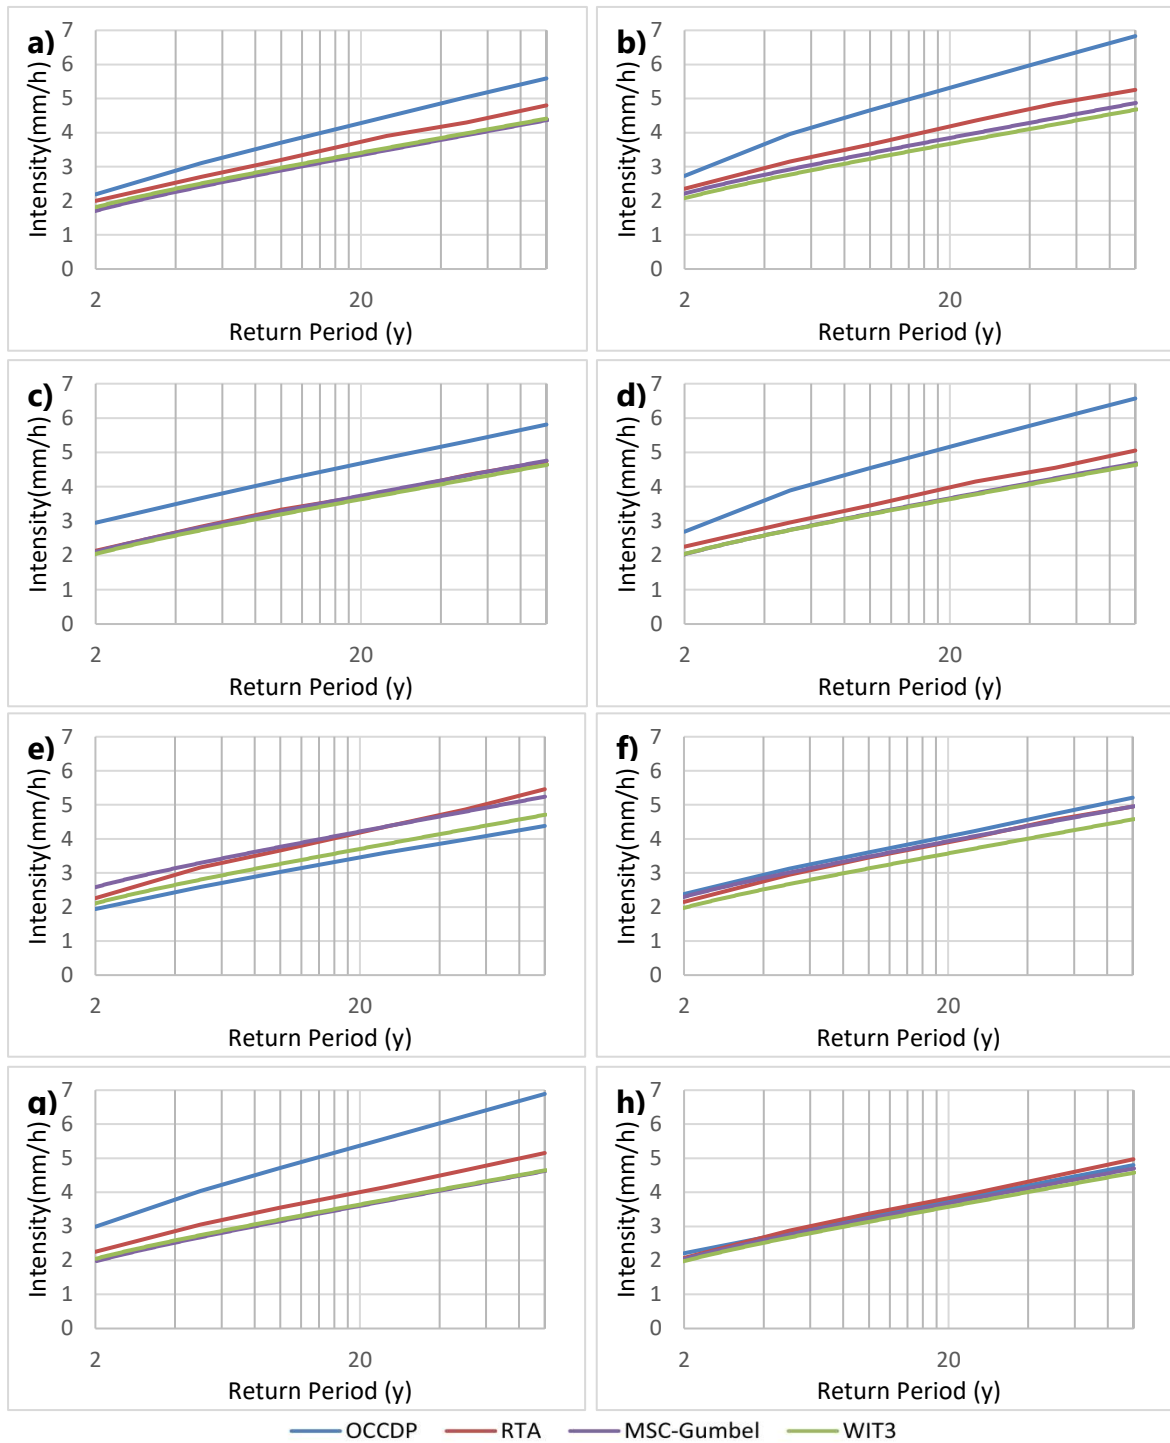 a)
7
6
5
4
3
2
1
0
Intensity(mm/h)
2 20
Return Period (y)
b)
7
6
5
4
3
2
1
0
Intensity(mm/h)
2 20
Return Period (y)
c)
7
6
5
4
3
2
1
0
Intensity(mm/h)
2 20
Return Period (y)
d)
7
6
5
4
3
2
1
0
Intensity(mm/h)
2 20
Return Period (y)
e)
7
6
5
4
3
2
1
0
Intensity(mm/h)
2 20
Return Period (y)
f)
7
6
5
4
3
2
1
0
Intensity(mm/h)
2 20
Return Period (y)
g)
7
6
5
4
3
2
1
0
Intensity(mm/h)
2 20
Return Period (y)
h)
7
6
5
4
3
2
1
0
Intensity(mm/h)
2 20
Return Period (y)
OCCDP RTA MSC-Gumbel WIT3